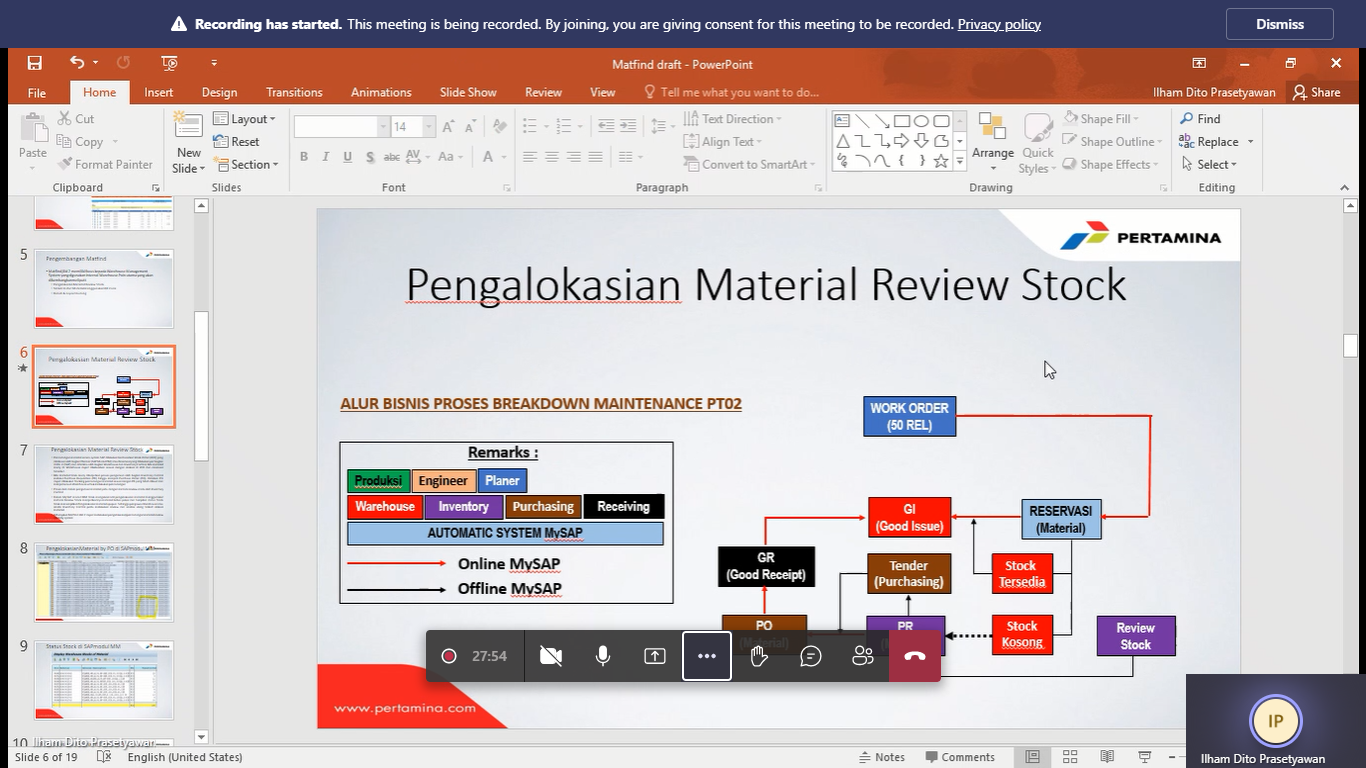 Recording has started. This meeting is being recorded. By joining, you are giving consent for this meeting to be recorded. Privacy policy
Dismiss
Matfind draft - PowerPoint
File Home Insert Design Transitions Animations Slide Show Review View Tell me what you want to do...
Ilham Dito Prasetyawan Share
Paste
Cut
Copy
Format Painter
Clipboard
New
Slide
Layout
Reset
Section
Slides
14
B I U S abc AV Aa A
Font
Text Direction
Align Text
Convert to SmartArt
Paragraph
Arrange
Quick
Styles
Shape Fill
Shape Outline
Shape Effects
Drawing
Find
Replace
Select
Editing
5
Pengembangan Matfind
6
Pengalokasian Material Review Stock
7
Pengalokasian Material Review Stock
8
Pengalokasian Material by PO di SAP modul
9
Status Stock di SAP modul MM
10
PERTAMINA
Pengalokasian Material Review Stock
ALUR BISNIS PROSES BREAKDOWN MAINTENANCE PT02
Remarks :
Produksi Engineer Planer
Warehouse Inventory Purchasing Receiving
AUTOMATIC SYSTEM MySAP
Online MySAP
Offline MySAP
WORK ORDER
(50 REL)
GI
(Good Issue)
RESERVASI
(Material)
GR
(Good Receipt)
Tender
(Purchasing)
Stock
Tersedia
PO
PR
Stock
Kosong
Review
Stock
www.pertamina.com
27:54
IP
Ilham Dito Prasetyawan
Ilham Dito Prasetyawan
Slide 6 of 19
English (United States)
Notes
Comments